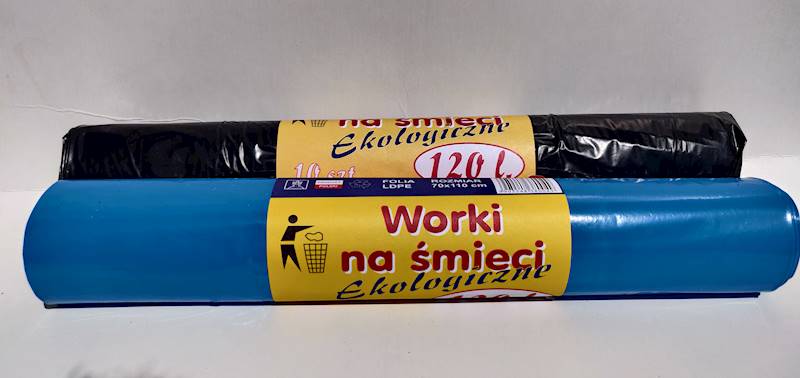 na śmieci
Ekologiczne
10 szt.
120 l.
FOLIA ROZMIAR
LDPE 70x110 cm
Worki
na śmieci
Ekologiczne